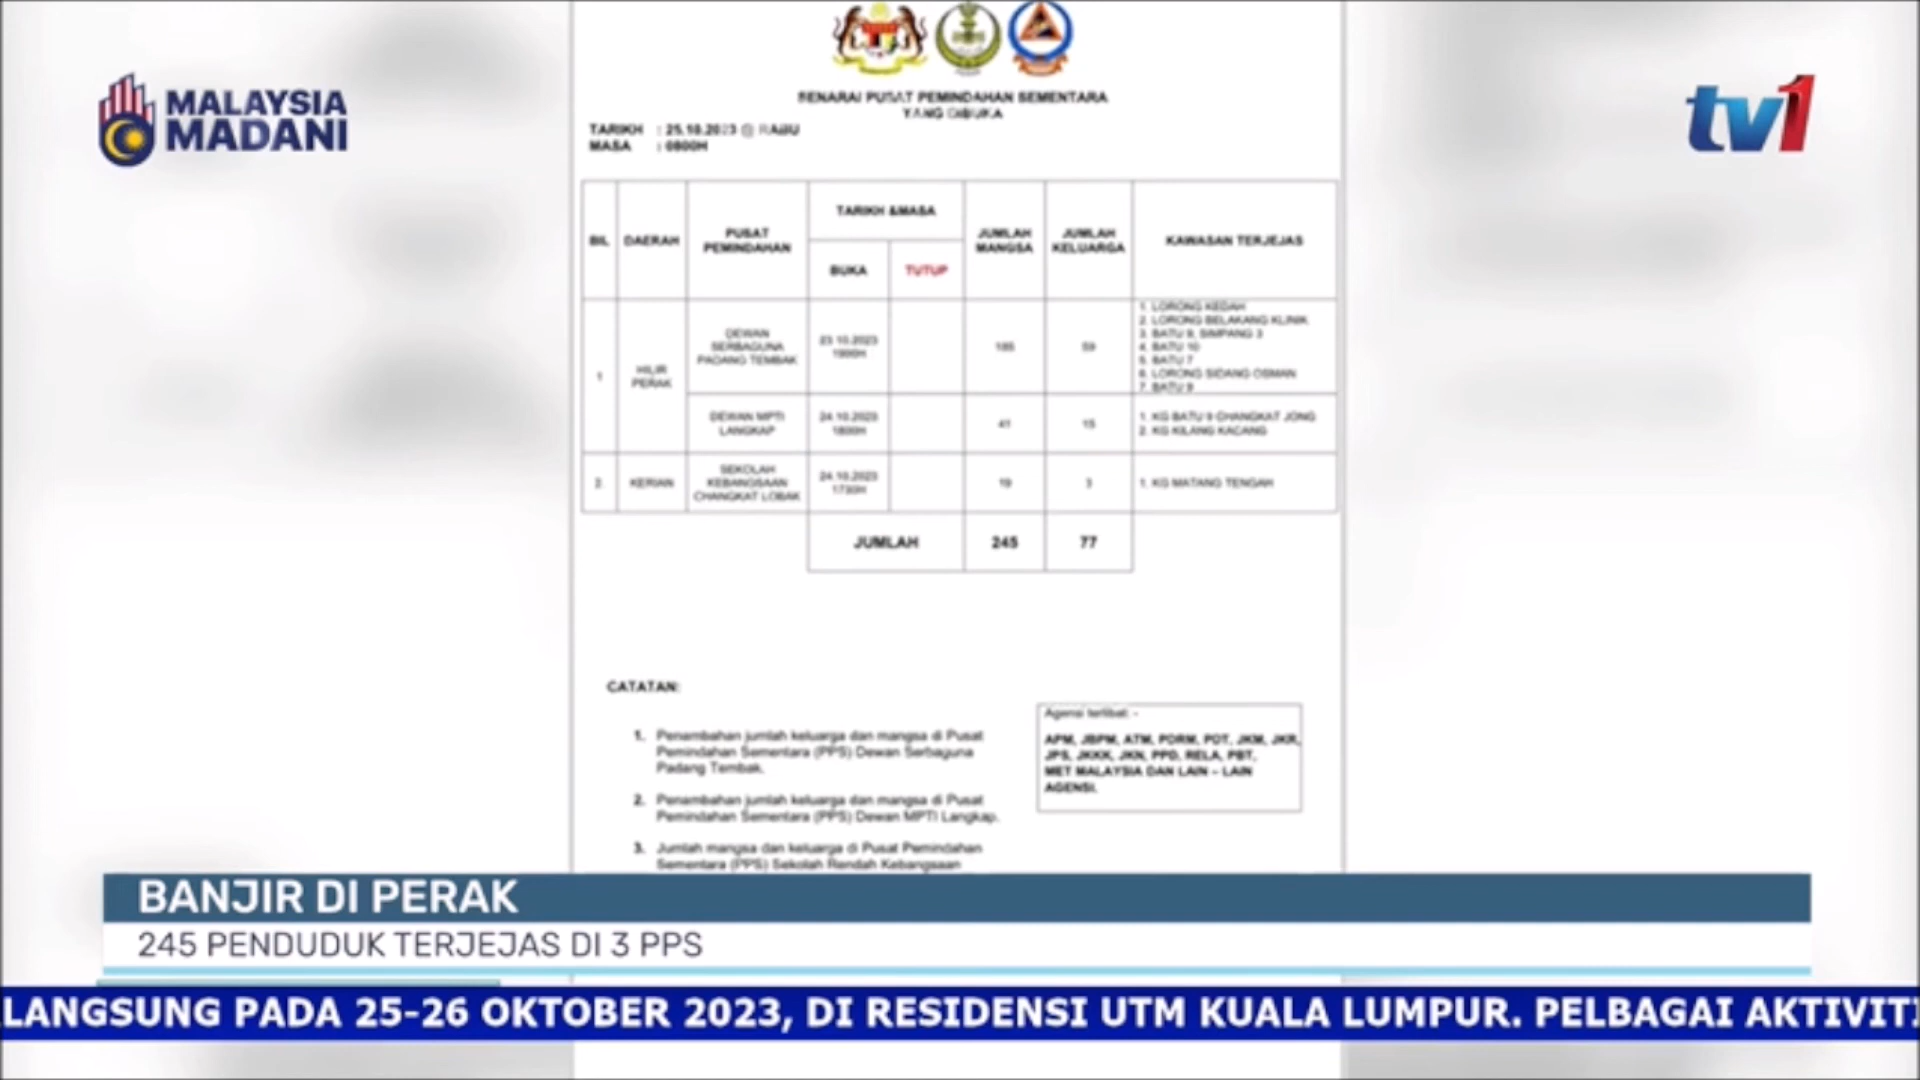 MALAYSIA
MADANI
tv1
SENARAI PUSAT PEMINDAHAN SEMENTARA
YANG DIBUKA
TARIKH : 25.10.2023 @ RABU
MASA : 0800H
BIL
DAERAH
PUSAT
PEMINDAHAN
TARIKH &MASA
BUKA
TUTUP
JUMLAH
MANGSA
JUMLAH
KELUARGA
KAWASAN TERJEJAS
1
HILIR
PERAK
DEWAN
SERBAGUNA
PADANG TEMBAK
23.10.2023
1900H
185
59
1. LORONG KEDAH
2. LORONG BELAKANG KLINIK
3. BATU 9, SIMPANG 3
4. BATU 10
5. BATU 7
6. LORONG SIDANG OSMAN
7. BATU 9
DEWAN MPTI
LANGKAP
24.10.2023
1800H
41
15
1. KG BATU 9 CHANGKAT JONG
2. KG KILANG KACANG
2.
KERIAN
SEKOLAH
KEBANGSAAN
CHANGKAT LOBAK
24.10.2023
1730H
19
3
1. KG MATANG TENGAH
JUMLAH
245
77
CATATAN:
1. Penambahan jumlah keluarga dan mangsa di Pusat
Pemindahan Sementara (PPS) Dewan Serbaguna
Padang Tembak.
2. Penambahan jumlah keluarga dan mangsa di Pusat
Pemindahan Sementara (PPS) Dewan MPTI Langkap.
3. Jumlah mangsa dan keluarga di Pusat Pemindahan
Sementara (PPS) Sekolah Rendah Kebangsaan
Agensi terlibat: -
APM, JBPM, ATM, PDRM, PDT, JKM, JKR,
JPS, JKKK, JKN, PPD, RELA, PBT,
MET MALAYSIA DAN LAIN – LAIN
AGENSI.
BANJIR DI PERAK
245 PENDUDUK TERJEJAS DI 3 PPS
LANGSUNG PADA 25-26 OKTOBER 2023, DI RESIDENSI UTM KUALA LUMPUR. PELBAGAI AKTIVITI